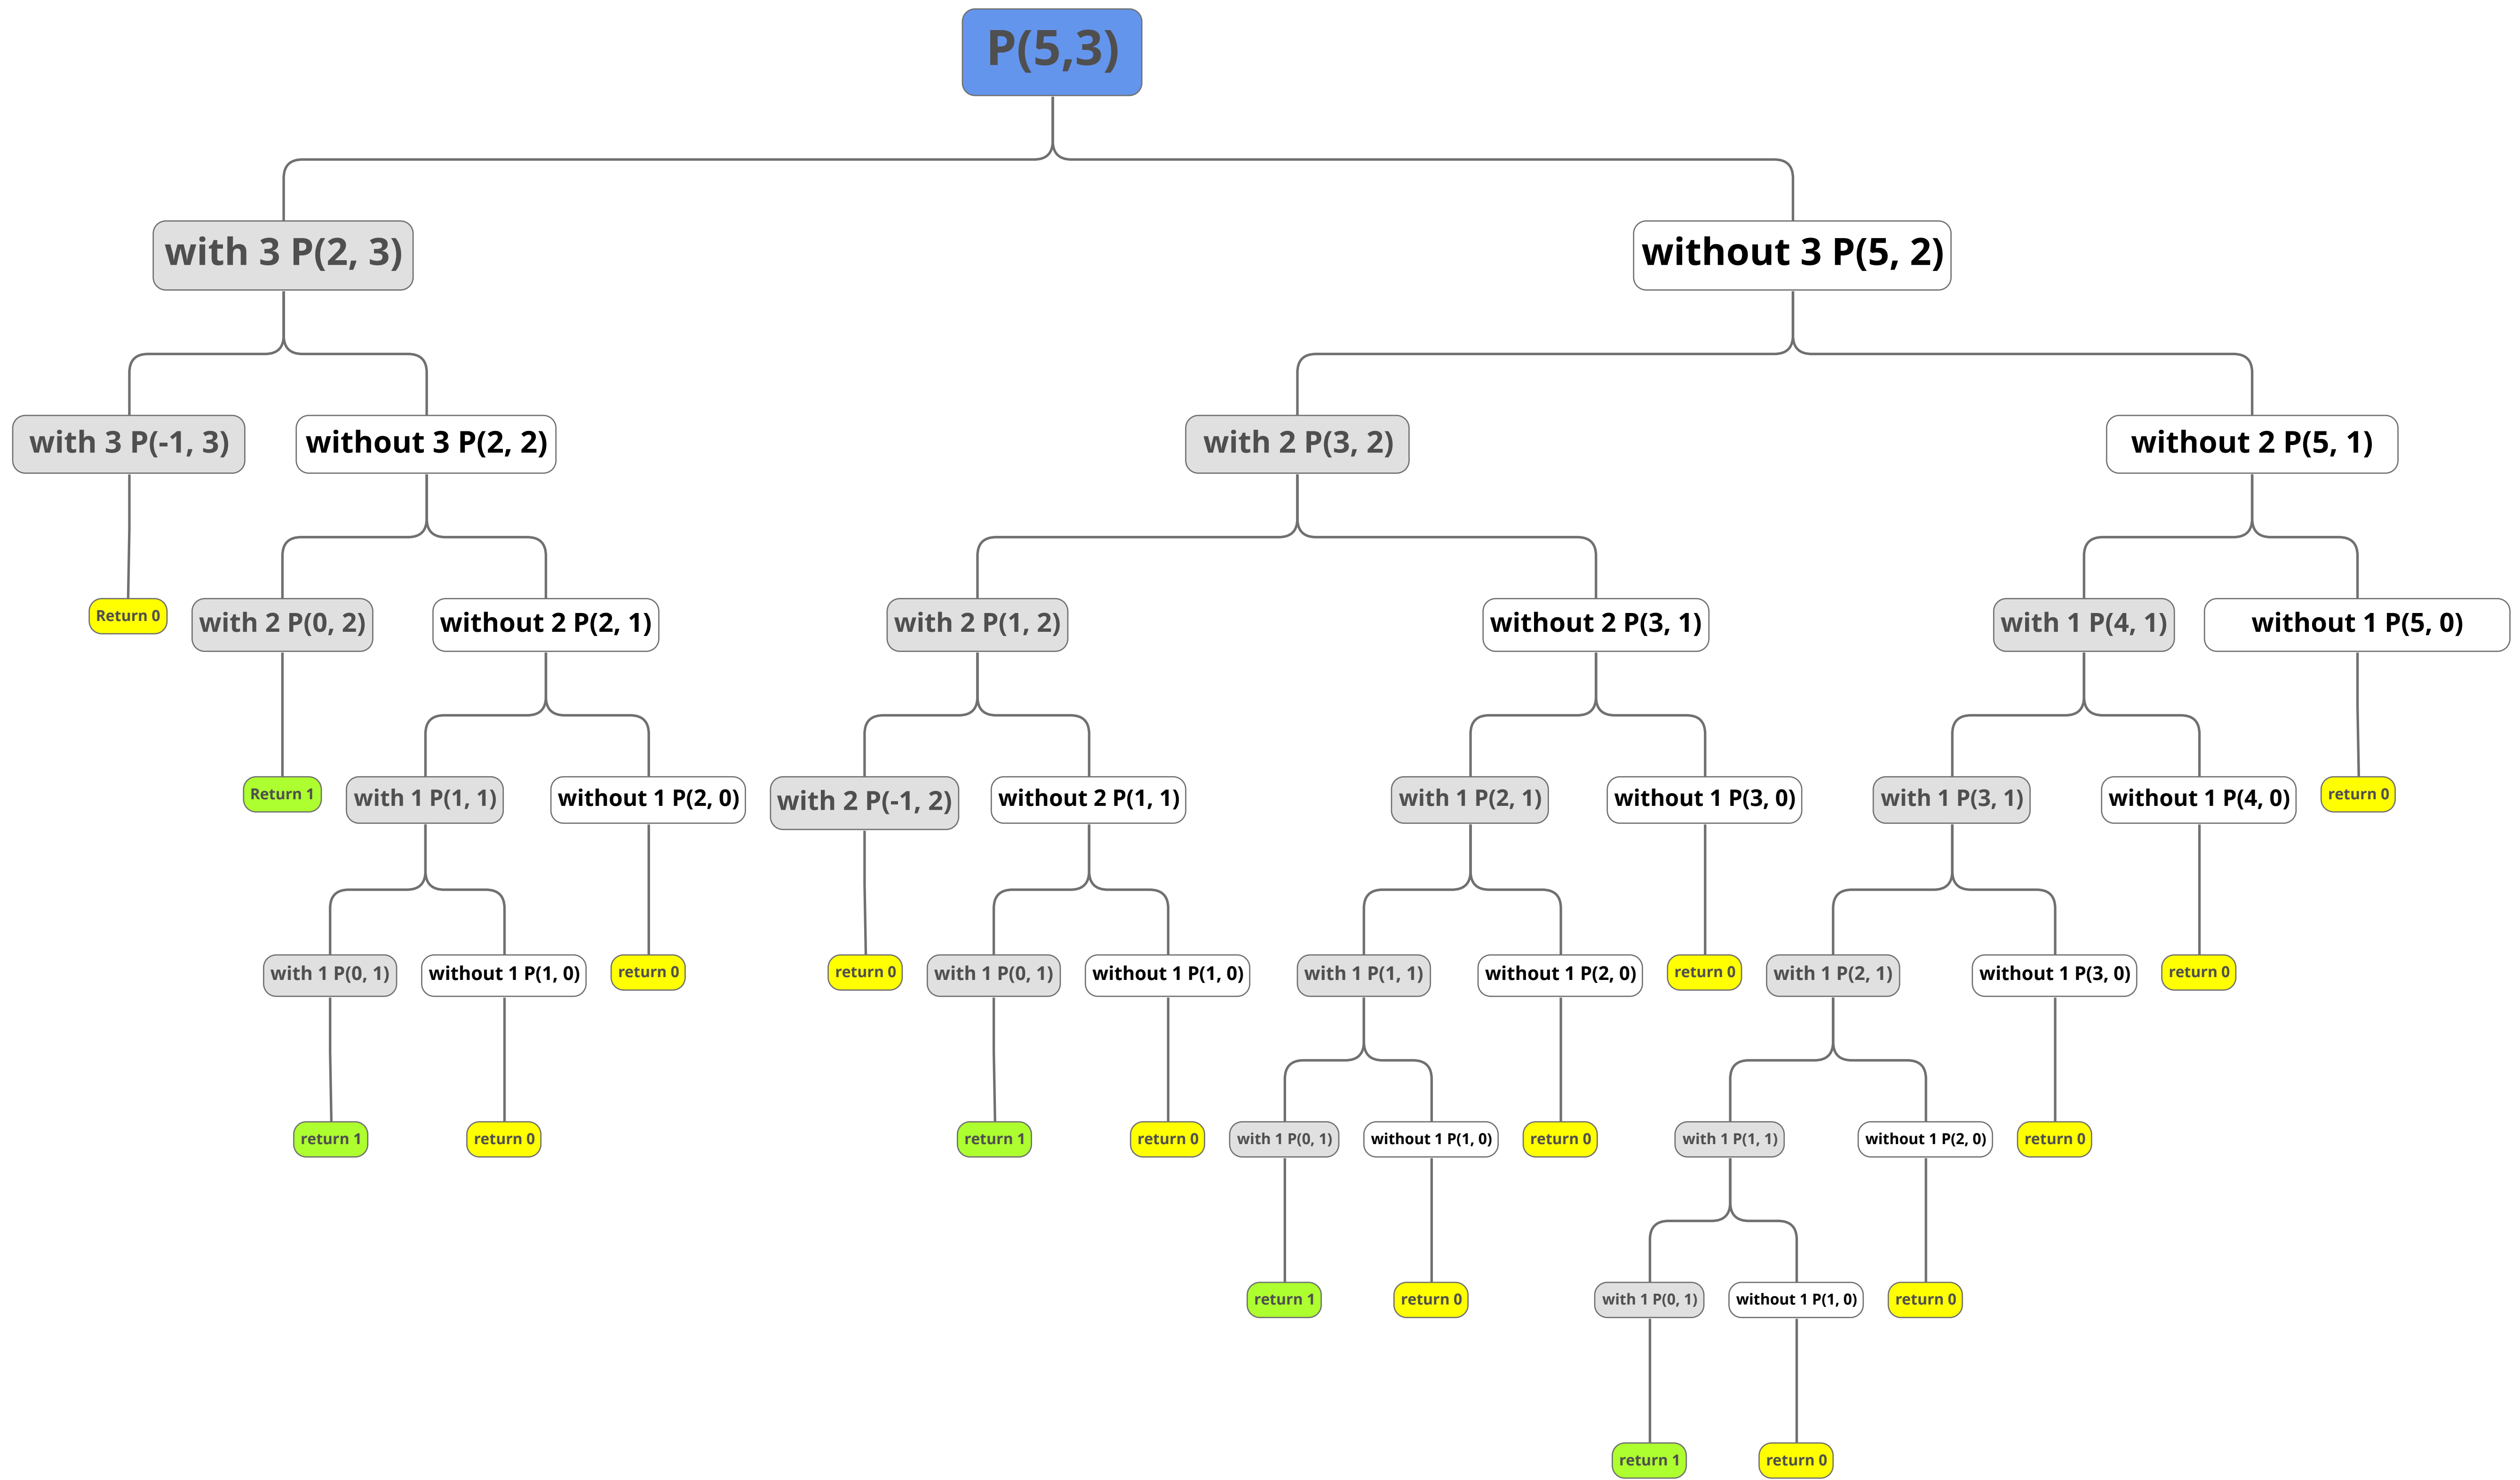 P(5,3)
with 3 P(2, 3)
without 3 P(5, 2)
with 3 P(-1, 3)
without 3 P(2, 2)
with 2 P(3, 2)
without 2 P(5, 1)
Return 0
with 2 P(0, 2)
without 2 P(2, 1)
with 2 P(1, 2)
without 2 P(3, 1)
with 1 P(4, 1)
without 1 P(5, 0)
Return 1
with 1 P(1, 1)
without 1 P(2, 0)
with 2 P(-1, 2)
without 2 P(1, 1)
with 1 P(2, 1)
without 1 P(3, 0)
with 1 P(3, 1)
without 1 P(4, 0)
return 0
with 1 P(0, 1)
without 1 P(1, 0)
return 0
return 0
with 1 P(0, 1)
without 1 P(1, 0)
with 1 P(1, 1)
without 1 P(2, 0)
return 0
with 1 P(2, 1)
without 1 P(3, 0)
return 0
return 1
return 0
return 1
return 0
with 1 P(0, 1)
without 1 P(1, 0)
return 0
with 1 P(1, 1)
without 1 P(2, 0)
return 0
return 1
return 0
with 1 P(0, 1)
without 1 P(1, 0)
return 0
return 1
return 0